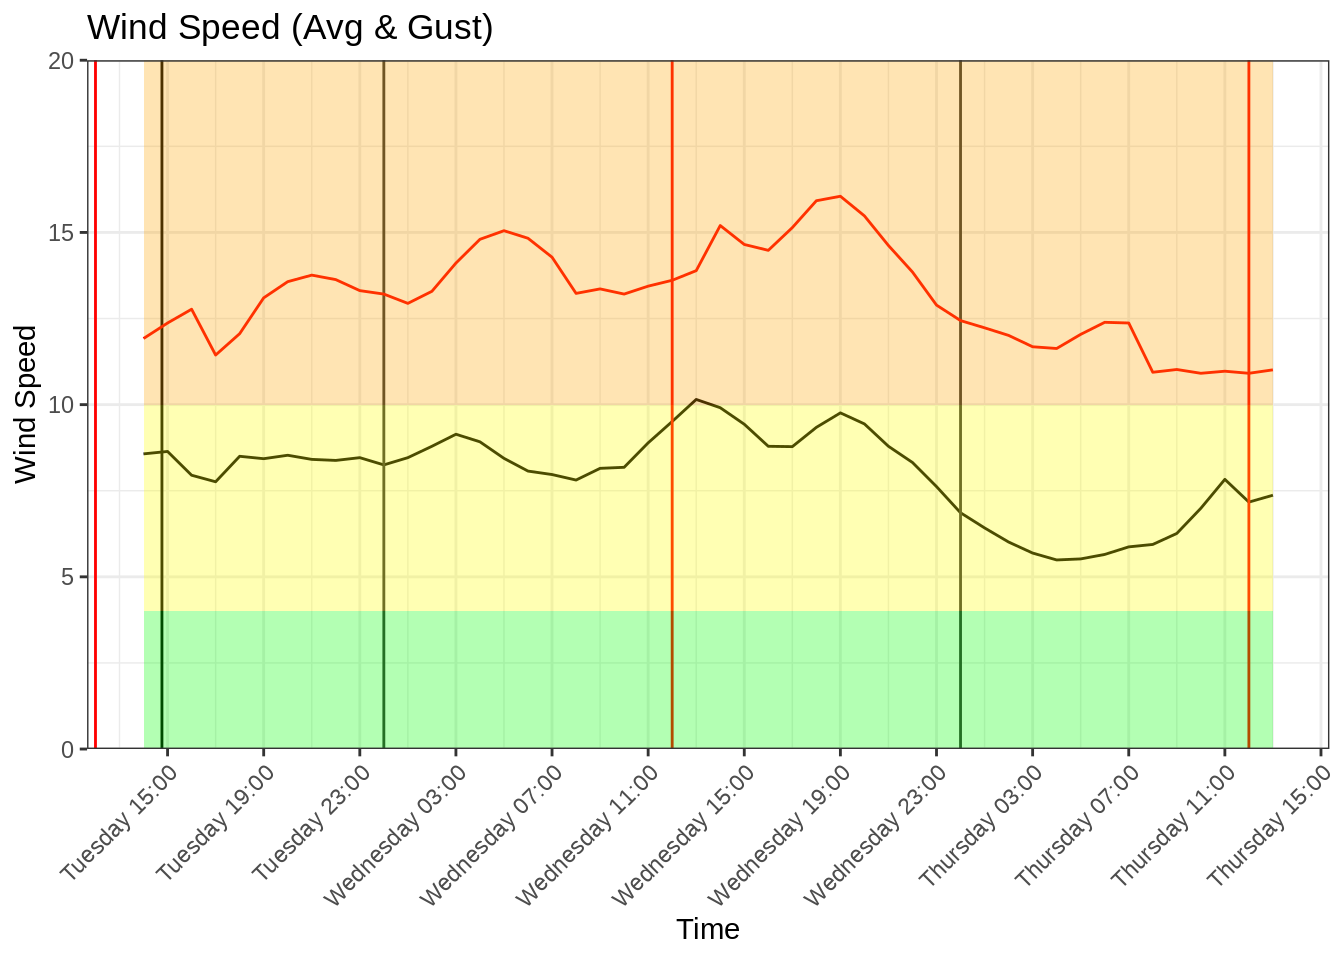 Wind Speed (Avg & Gust)
Wind Speed
20
15
10
5
0
Tuesday 15:00
Tuesday 19:00
Tuesday 23:00
Wednesday 03:00
Wednesday 07:00
Wednesday 11:00
Wednesday 15:00
Wednesday 19:00
Wednesday 23:00
Thursday 03:00
Thursday 07:00
Thursday 11:00
Thursday 15:00
Time